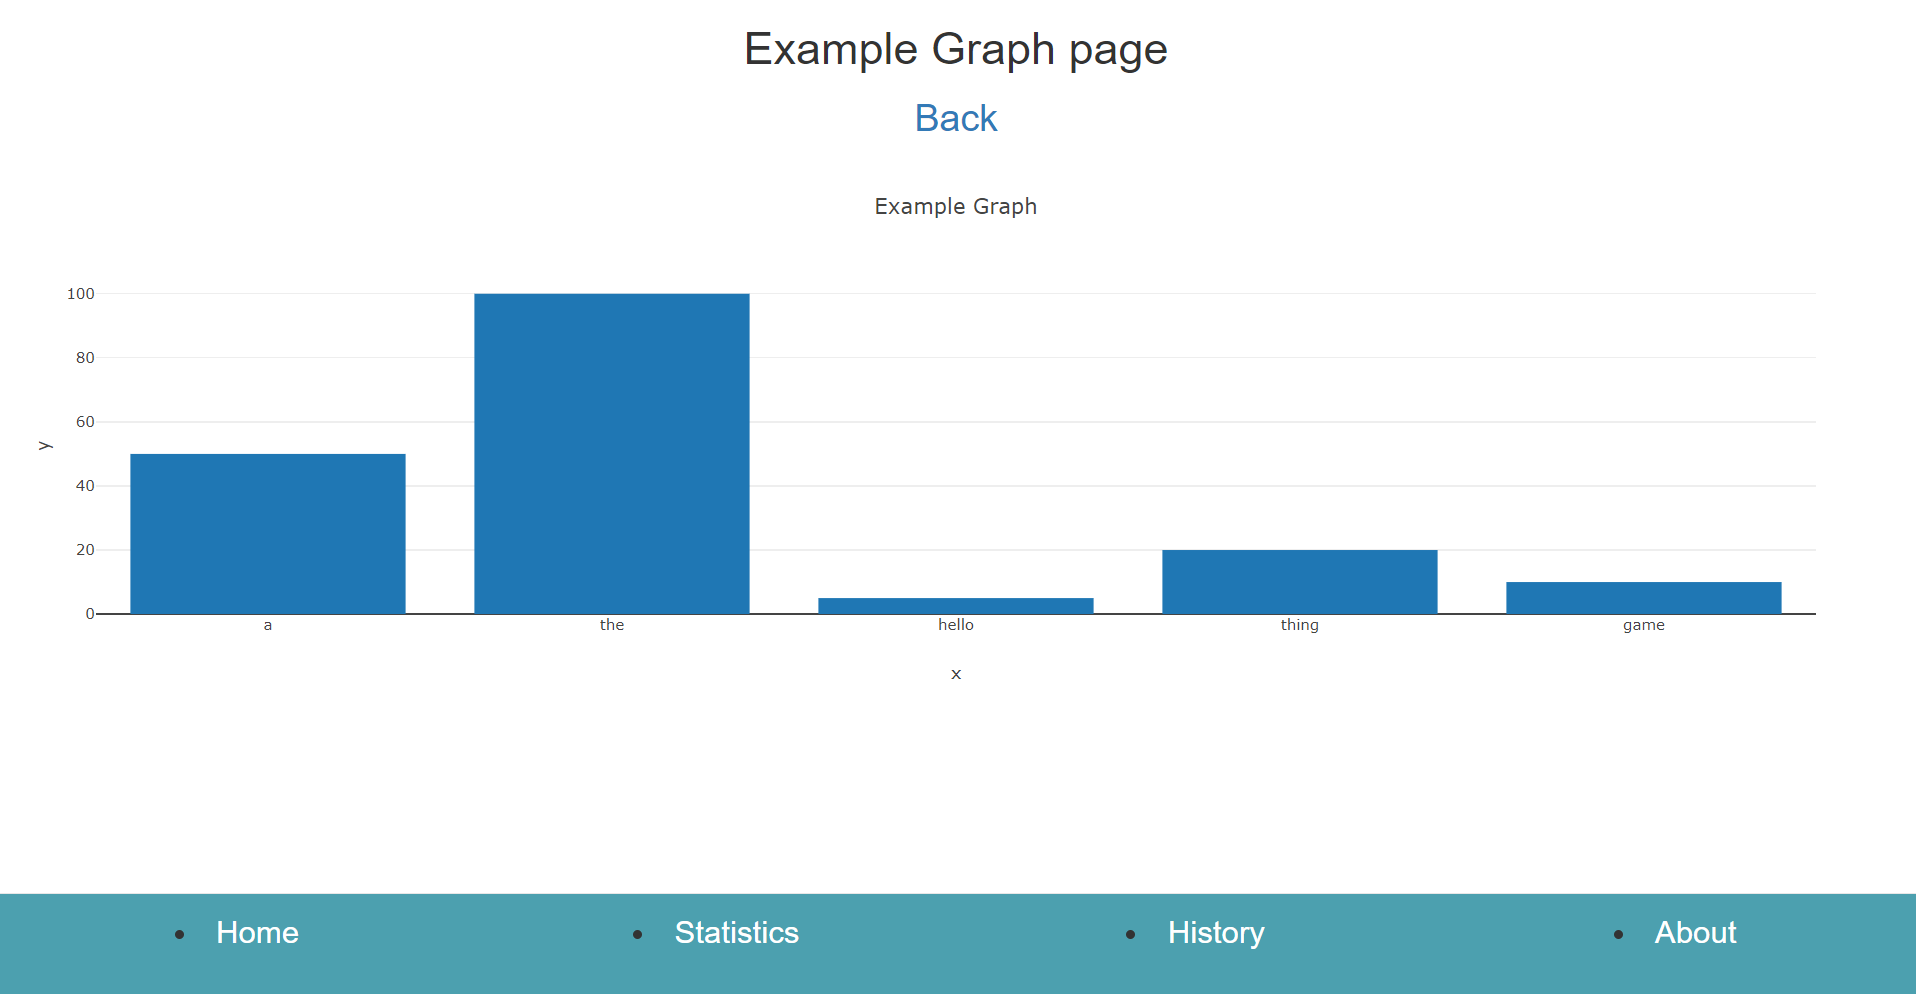 Example Graph page
Back
Example Graph
100
80
60
40
20
0
y
a the hello thing game
x
Home Statistics History About